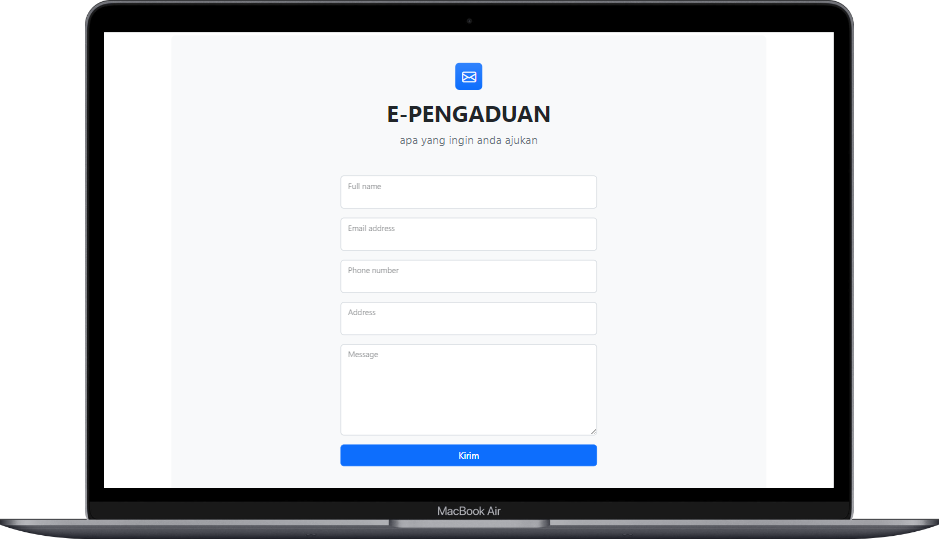 E-PENGADUAN
apa yang ingin anda ajukan
Full name
Email address
Phone number
Address
Message
Kirim
MacBook Air